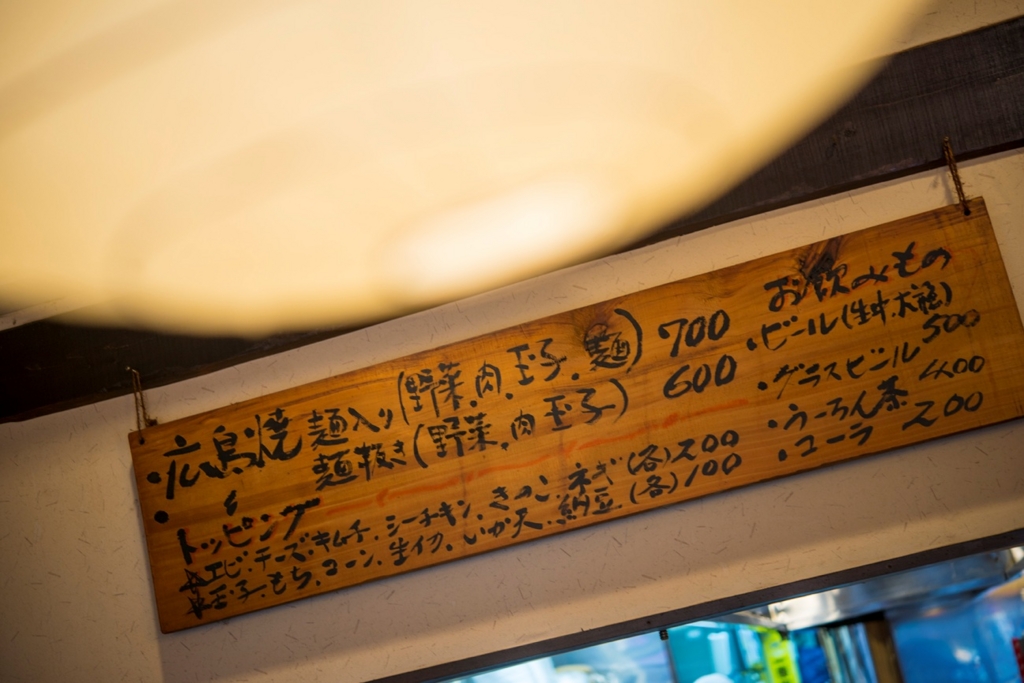 ・広島焼 麺入り(野菜.肉.玉子.麺) 700
・〃 麺抜き(野菜.肉 玉子) 600
トッピング
エビ.チーズ.キムチ.シーチキン.きのこ.ネギ(各)200
玉子.もち.コーン.生イカ.いか天.納豆(各)100
お飲みもの
・ビール(生中.大瓶) 500
・グラスビール 400
・うーろん茶 200
・コーラ